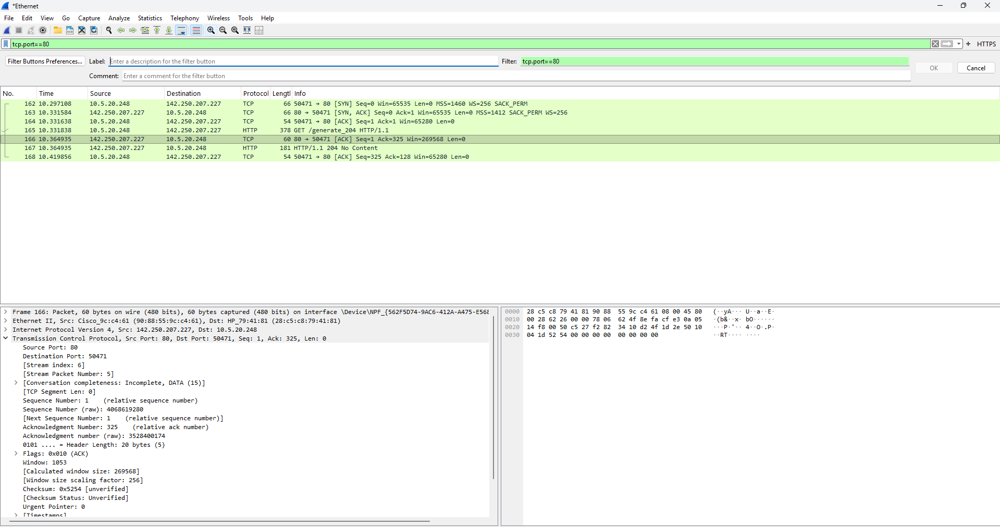 *Ethernet
File Edit View Go Capture Analyze Statistics Telephony Wireless Tools Help
tcp.port==80
+ HTTPS
Filter Buttons Preferences... Label: Enter a description for the filter button Filter: tcp.port==80 OK Cancel
Comment: Enter a comment for the filter button
No. Time Source Destination Protocol Lengtl Info
162 10.297108 10.5.20.248 142.250.207.227 TCP 66 50471 → 80 [SYN] Seq=0 Win=65535 Len=0 MSS=1460 WS=256 SACK_PERM
163 10.331584 142.250.207.227 10.5.20.248 TCP 66 80 → 50471 [SYN, ACK] Seq=0 Ack=1 Win=65535 Len=0 MSS=1412 SACK_PERM WS=256
164 10.331638 10.5.20.248 142.250.207.227 TCP 54 50471 → 80 [ACK] Seq=1 Ack=1 Win=65280 Len=0
165 10.331838 10.5.20.248 142.250.207.227 HTTP 378 GET /generate_204 HTTP/1.1
166 10.364935 142.250.207.227 10.5.20.248 TCP 60 80 → 50471 [ACK] Seq=1 Ack=325 Win=269568 Len=0
167 10.364935 142.250.207.227 10.5.20.248 HTTP 181 HTTP/1.1 204 No Content
168 10.419856 10.5.20.248 142.250.207.227 TCP 54 50471 → 80 [ACK] Seq=325 Ack=128 Win=65280 Len=0
Frame 166: Packet, 60 bytes on wire (480 bits), 60 bytes captured (480 bits) on interface \Device\NPF_{562F5D74-9AC6-412A-A475-E568
Ethernet II, Src: Cisco_9c:c4:61 (90:88:55:9c:c4:61), Dst: HP_79:41:81 (28:c5:c8:79:41:81)
Internet Protocol Version 4, Src: 142.250.207.227, Dst: 10.5.20.248
Transmission Control Protocol, Src Port: 80, Dst Port: 50471, Seq: 1, Ack: 325, Len: 0
Source Port: 80
Destination Port: 50471
[Stream index: 6]
[Stream Packet Number: 5]
[Conversation completeness: Incomplete, DATA (15)]
[TCP Segment Len: 0]
Sequence Number: 1 (relative sequence number)
Sequence Number (raw): 4068619280
[Next Sequence Number: 1 (relative sequence number)]
Acknowledgment Number: 325 (relative ack number)
Acknowledgment number (raw): 3528400174
0101 .... = Header Length: 20 bytes (5)
Flags: 0x010 (ACK)
Window: 1053
[Calculated window size: 269568]
[Window size scaling factor: 256]
Checksum: 0x5254 [unverified]
[Checksum Status: Unverified]
Urgent Pointer: 0
[Timestamps]
0000 28 c5 c8 79 41 81 90 88 55 9c c4 61 08 00 45 80 (··yA··· U··a··E·
0010 00 28 62 26 00 00 78 06 62 4f 8e fa cf e3 0a 05 ·(b&··x· bO······
0020 14 f8 00 50 c5 27 f2 82 34 10 d2 4f 1d 2e 50 10 ···P·'·· 4··O·.P·
0030 04 1d 52 54 00 00 00 00 00 00 00 00 ··RT···· ····